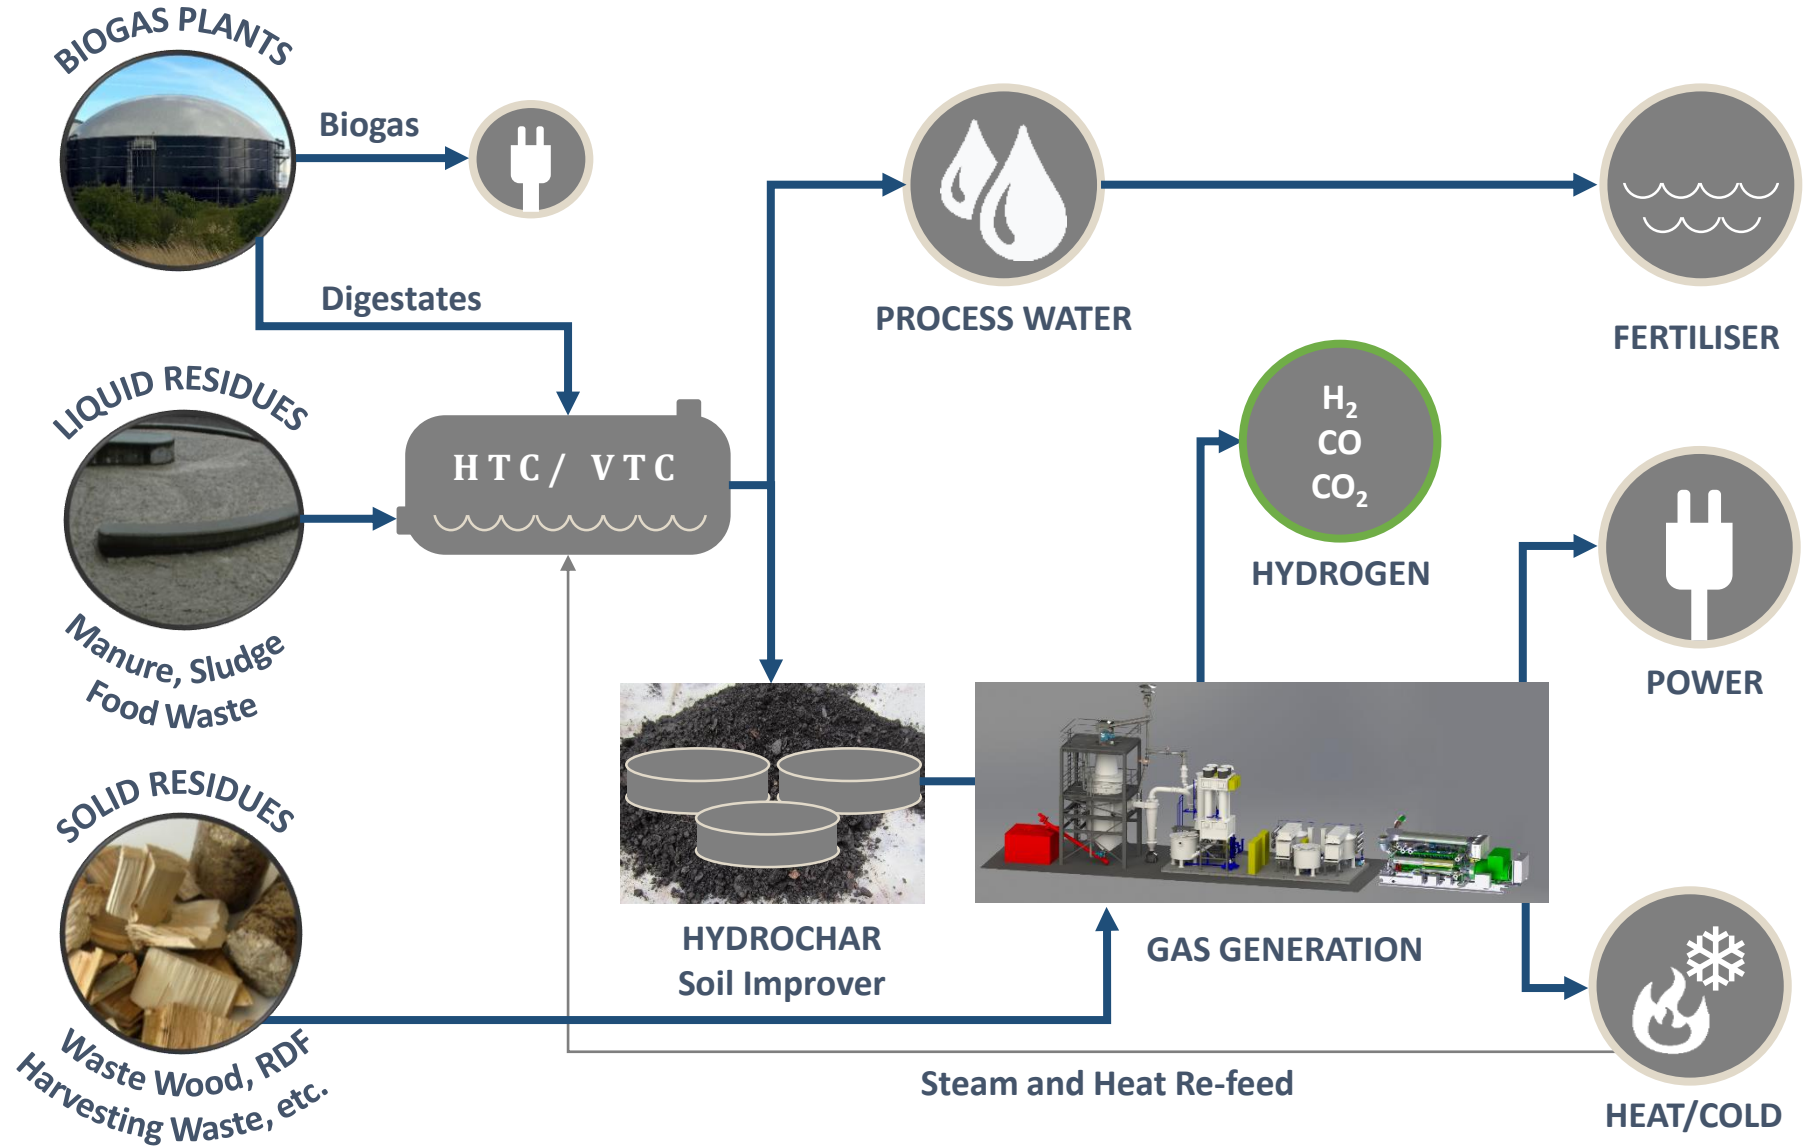 BIOGAS PLANTS
Biogas
Digestates
PROCESS WATER
FERTILISER
LIQUID RESIDUES
HTC/ VTC
Manure, Sludge
Food Waste
H₂
CO
CO₂
HYDROGEN
POWER
SOLID RESIDUES
Waste Wood, RDF
Harvesting Waste, etc.
HYDROCHAR
Soil Improver
GAS GENERATION
Steam and Heat Re-feed
HEAT/COLD